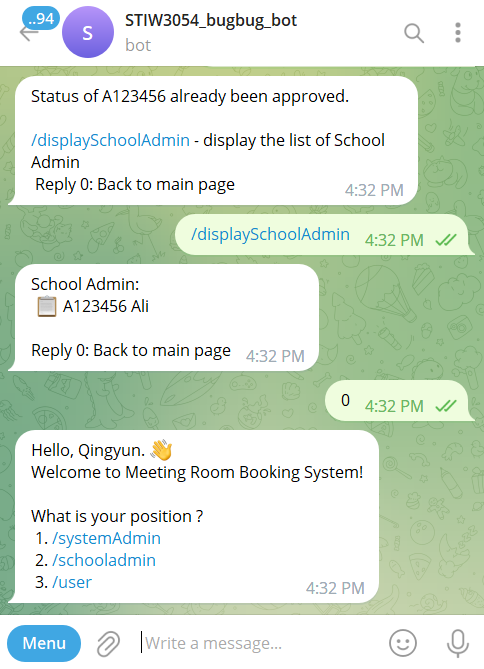 ..94
S
STIW3054_bugbug_bot
bot
Status of A123456 already been approved.
/displaySchoolAdmin - display the list of School
Admin
Reply 0: Back to main page
4:32 PM
/displaySchoolAdmin
4:32 PM
School Admin:
📋 A123456 Ali
Reply 0: Back to main page
4:32 PM
0
4:32 PM
Hello, Qingyun. 👋
Welcome to Meeting Room Booking System!
What is your position ?
1. /systemAdmin
2. /schooladmin
3. /user
4:32 PM
Menu
Write a message...